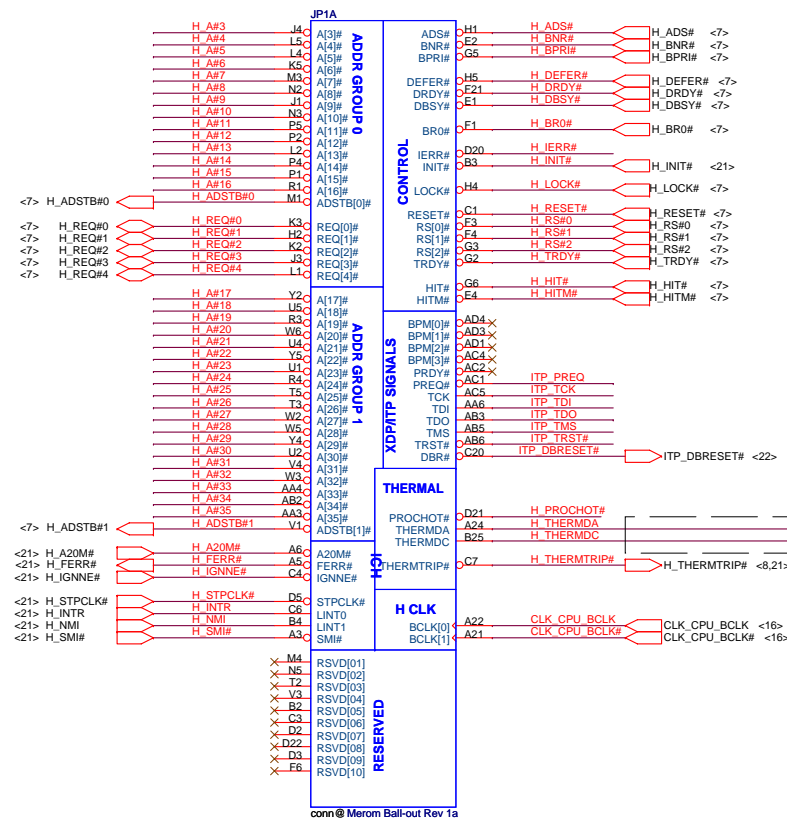 JP1A
H_A#3 J4 A[3]# ADS# H1 H_ADS# H_ADS# <7>
H_A#4 L5 A[4]# BNR# E2 H_BNR# H_BNR# <7>
H_A#5 L4 A[5]# BPRI# G5 H_BPRI# H_BPRI# <7>
H_A#6 K5 A[6]#
H_A#7 M3 A[7]# DEFER# H5 H_DEFER# H_DEFER# <7>
H_A#8 N2 A[8]# DRDY# F21 H_DRDY# H_DRDY# <7>
H_A#9 J1 A[9]# DBSY# E1 H_DBSY# H_DBSY# <7>
H_A#10 N3 A[10]#
H_A#11 P5 A[11]# BR0# F1 H_BR0# H_BR0# <7>
H_A#12 P2 A[12]#
H_A#13 L2 A[13]# IERR# D20 H_IERR#
H_A#14 P4 A[14]# INIT# B3 H_INIT# H_INIT# <21>
H_A#15 P1 A[15]#
H_A#16 R1 A[16]# LOCK# H4 H_LOCK# H_LOCK# <7>
<7> H_ADSTB#0 H_ADSTB#0 M1 ADSTB[0]#
ADDR GROUP 0
CONTROL
RESET# C1 H_RESET# H_RESET# <7>
<7> H_REQ#0 H_REQ#0 K3 REQ[0]# RS[0]# F3 H_RS#0 H_RS#0 <7>
<7> H_REQ#1 H_REQ#1 H2 REQ[1]# RS[1]# F4 H_RS#1 H_RS#1 <7>
<7> H_REQ#2 H_REQ#2 K2 REQ[2]# RS[2]# G3 H_RS#2 H_RS#2 <7>
<7> H_REQ#3 H_REQ#3 J3 REQ[3]# TRDY# G2 H_TRDY# H_TRDY# <7>
<7> H_REQ#4 H_REQ#4 L1 REQ[4]#
HIT# G6 H_HIT# H_HIT# <7>
H_A#17 Y2 A[17]# HITM# E4 H_HITM# H_HITM# <7>
H_A#18 U5 A[18]#
H_A#19 R3 A[19]# BPM[0]# AD4
H_A#20 W6 A[20]# BPM[1]# AD3
H_A#21 U4 A[21]# BPM[2]# AD1
H_A#22 Y5 A[22]# BPM[3]# AC4
H_A#23 U1 A[23]# PRDY# AC2
H_A#24 R4 A[24]# PREQ# AC1 ITP_PREQ
H_A#25 T5 A[25]# TCK AC5 ITP_TCK
H_A#26 T3 A[26]# TDI AA6 ITP_TDI
H_A#27 W2 A[27]# TDO AB3 ITP_TDO
H_A#28 W5 A[28]# TMS AB5 ITP_TMS
H_A#29 Y4 A[29]# TRST# AB6 ITP_TRST#
H_A#30 U2 A[30]# DBR# C20 ITP_DBRESET# ITP_DBRESET# <22>
H_A#31 V4 A[31]#
H_A#32 W3 A[32]#
H_A#33 AA4 A[33]#
H_A#34 AB2 A[34]#
H_A#35 AA3 A[35]#
<7> H_ADSTB#1 H_ADSTB#1 V1 ADSTB[1]#
ADDR GROUP 1
XDP/ITP SIGNALS
THERMAL
PROCHOT# D21 H_PROCHOT#
THERMDA A24 H_THERMDA
THERMDC B25 H_THERMDC
<21> H_A20M# H_A20M# A6 A20M#
<21> H_FERR# H_FERR# A5 FERR# THERMTRIP# C7 H_THERMTRIP# H_THERMTRIP# <8,21>
<21> H_IGNNE# H_IGNNE# C4 IGNNE#
ICH
<21> H_STPCLK# H_STPCLK# D5 STPCLK#
<21> H_INTR H_INTR C6 LINT0
H CLK
<21> H_NMI H_NMI B4 LINT1 BCLK[0] A22 CLK_CPU_BCLK CLK_CPU_BCLK <16>
<21> H_SMI# H_SMI# A3 SMI# BCLK[1] A21 CLK_CPU_BCLK# CLK_CPU_BCLK# <16>
M4 RSVD[01]
N5 RSVD[02]
T2 RSVD[03]
V3 RSVD[04]
B2 RSVD[05]
C3 RSVD[06]
D2 RSVD[07]
D22 RSVD[08]
D3 RSVD[09]
F6 RSVD[10]
RESERVED
conn@ Merom Ball-out Rev 1a